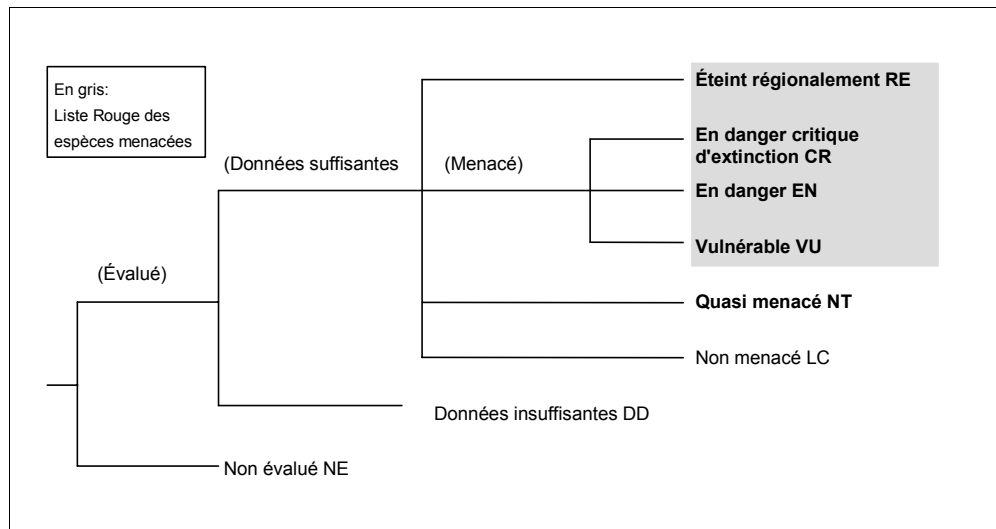 En gris:
Liste Rouge des
espèces menacées
Éteint régionalement RE
En danger critique
d'extinction CR
(Données suffisantes
(Menacé)
En danger EN
Vulnérable VU
(Évalué)
Quasi menacé NT
Non menacé LC
Données insuffisantes DD
Non évalué NE